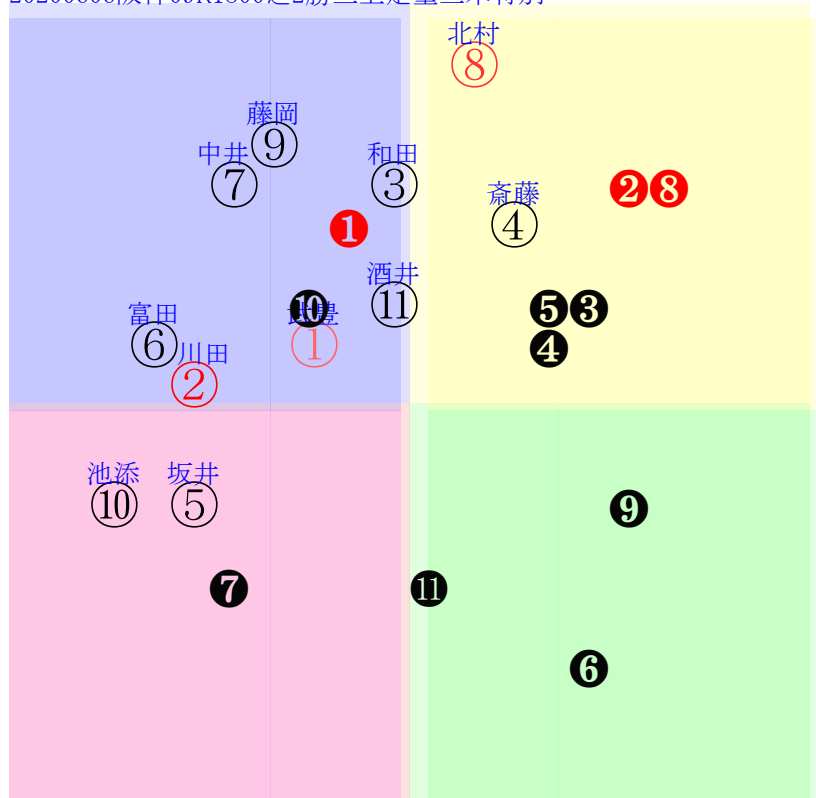 北村
⑧
藤岡
⑨
中井
⑦
和田
③
斎藤
④
❷❽
❶
酒井
⑪
❿
①
❺❸
❹
富田
⑥
川田
②
池添
⑩
坂井
⑤
❾
❼
⓫
❻